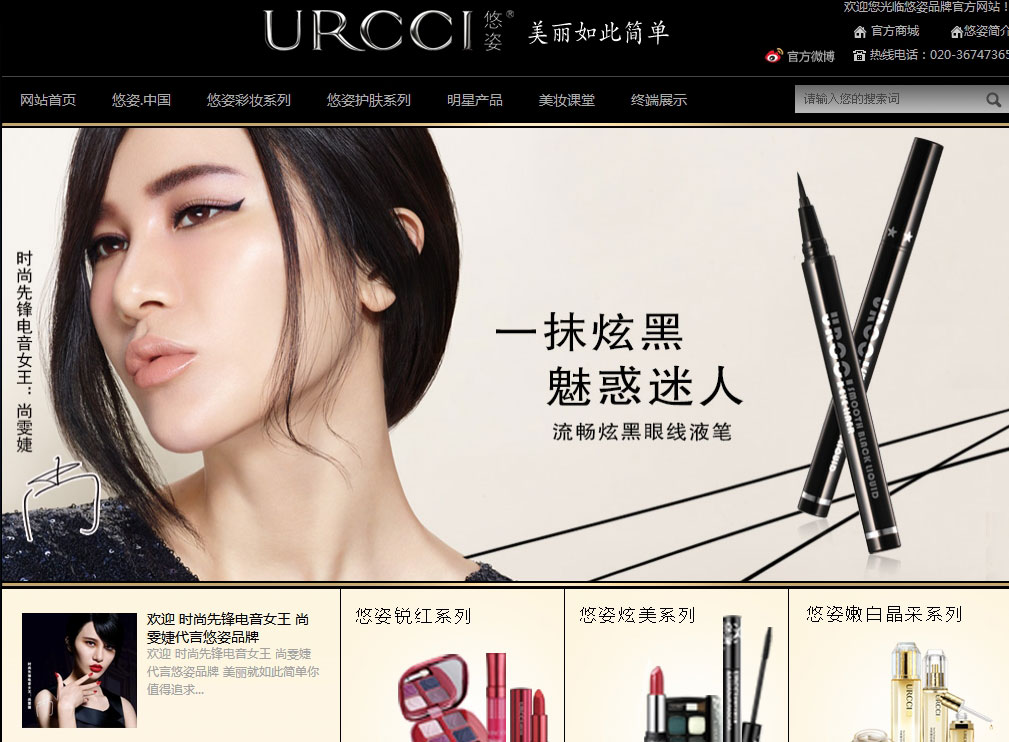 欢迎您光临悠姿品牌官方网站！
URCCI 悠姿® 美丽如此简单
官方商城 悠姿简介
官方微博 热线电话：020-36747365
网站首页 悠姿.中国 悠姿彩妆系列 悠姿护肤系列 明星产品 美妆课堂 终端展示
请输入您的搜索词
时尚先锋电音女王：尚雯婕
尚
一抹炫黑
魅惑迷人
流畅炫黑眼线液笔
SMOOTH BLACK LIQUID
欢迎 时尚先锋电音女王 尚
雯婕代言悠姿品牌
欢迎 时尚先锋电音女王 尚雯婕
代言悠姿品牌 美丽就如此简单你
值得追求...
悠姿锐红系列
悠姿炫美系列
悠姿嫩白晶采系列
URCCI